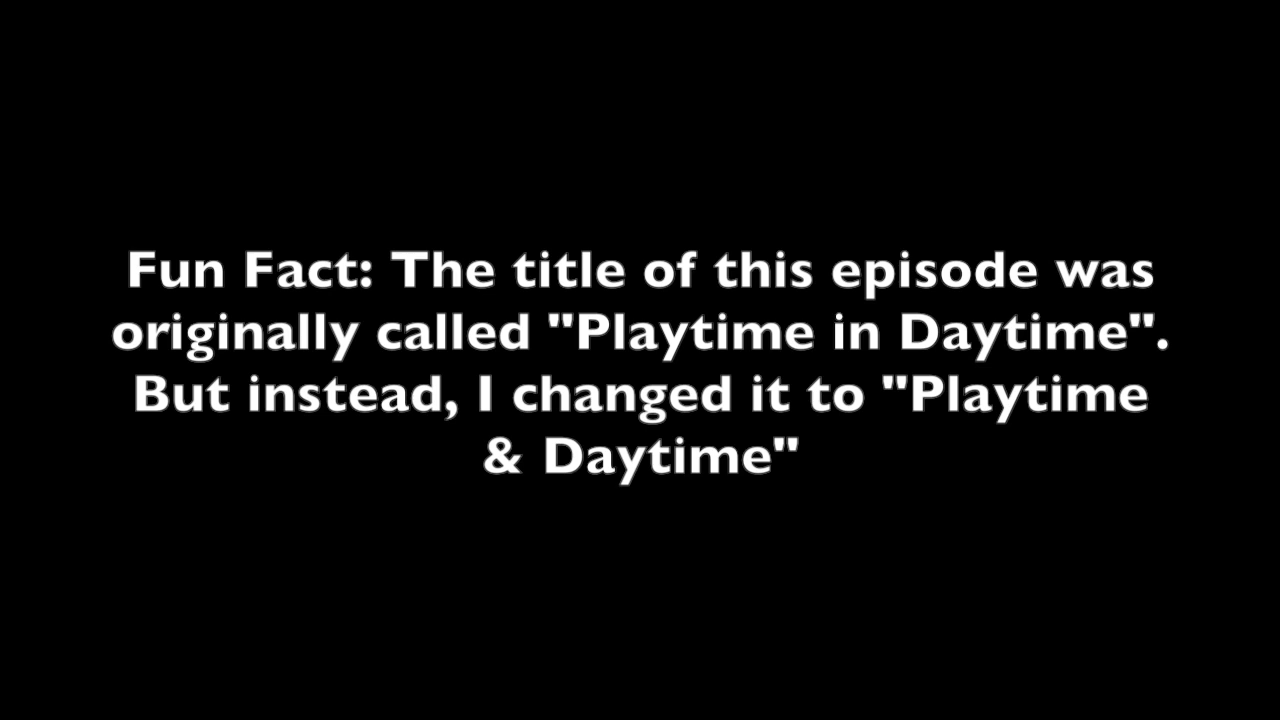 Fun Fact: The title of this episode was
originally called "Playtime in Daytime".
But instead, I changed it to "Playtime
& Daytime"